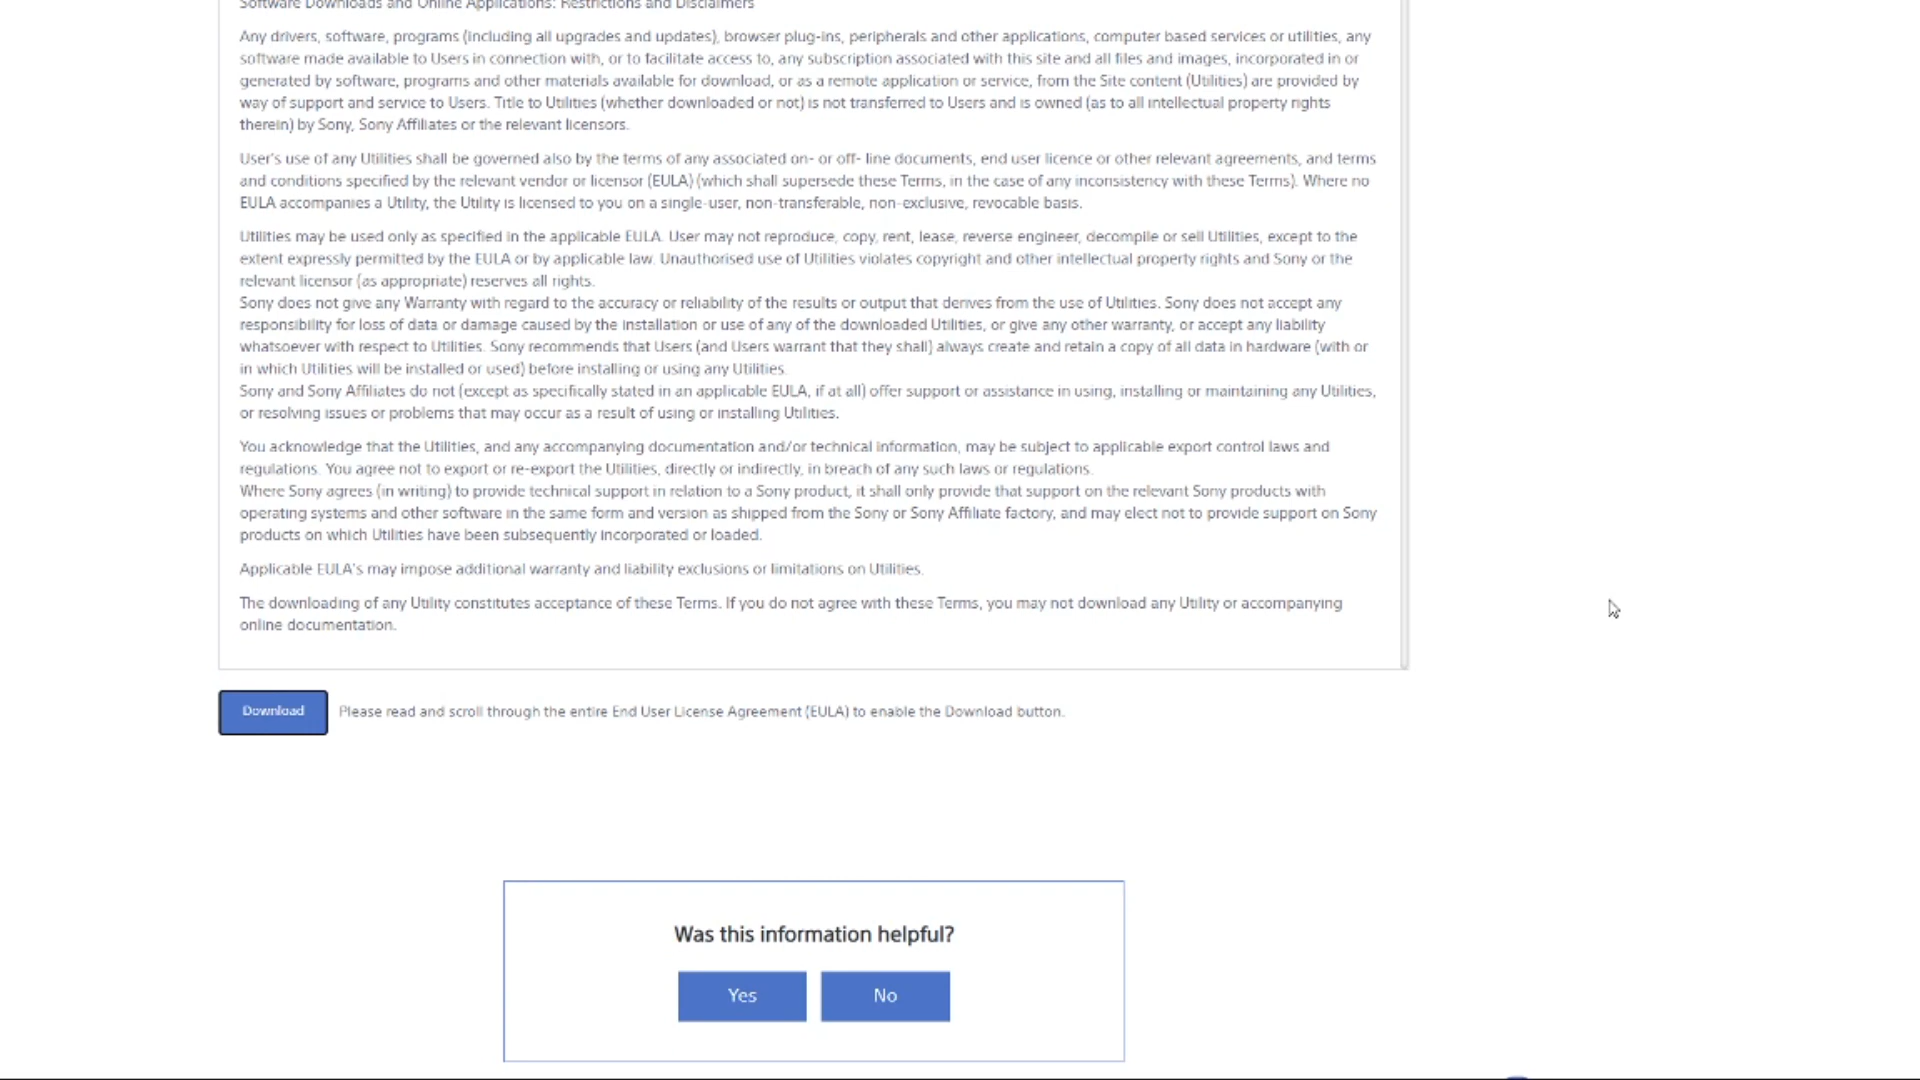 Software Downloads and Online Applications: Restrictions and Disclaimers
Any drivers, software, programs (including all upgrades and updates), browser plug-ins, peripherals and other applications, computer based services or utilities, any
software made available to Users in connection with, or to facilitate access to, any subscription associated with this site and all files and images, incorporated in or
generated by software, programs and other materials available for download, or as a remote application or service, from the Site content (Utilities) are provided by
way of support and service to Users. Title to Utilities (whether downloaded or not) is not transferred to Users and is owned (as to all intellectual property rights
therein) by Sony, Sony Affiliates or the relevant licensors.
User's use of any Utilities shall be governed also by the terms of any associated on- or off- line documents, end user licence or other relevant agreements, and terms
and conditions specified by the relevant vendor or licensor (EULA) (which shall supersede these Terms, in the case of any inconsistency with these Terms). Where no
EULA accompanies a Utility, the Utility is licensed to you on a single-user, non-transferable, non-exclusive, revocable basis.
Utilities may be used only as specified in the applicable EULA. User may not reproduce, copy, rent, lease, reverse engineer, decompile or sell Utilities, except to the
extent expressly permitted by the EULA or by applicable law. Unauthorised use of Utilities violates copyright and other intellectual property rights and Sony or the
relevant licensor (as appropriate) reserves all rights.
Sony does not give any Warranty with regard to the accuracy or reliability of the results or output that derives from the use of Utilities. Sony does not accept any
responsibility for loss of data or damage caused by the installation or use of any of the downloaded Utilities, or give any other warranty, or accept any liability
whatsoever with respect to Utilities. Sony recommends that Users (and Users warrant that they shall) always create and retain a copy of all data in hardware (with or
in which Utilities will be installed or used) before installing or using any Utilities.
Sony and Sony Affiliates do not (except as specifically stated in an applicable EULA, if at all) offer support or assistance in using, installing or maintaining any Utilities,
or resolving issues or problems that may occur as a result of using or installing Utilities.
You acknowledge that the Utilities, and any accompanying documentation and/or technical information, may be subject to applicable export control laws and
regulations. You agree not to export or re-export the Utilities, directly or indirectly, in breach of any such laws or regulations.
Where Sony agrees (in writing) to provide technical support in relation to a Sony product, it shall only provide that support on the relevant Sony products with
operating systems and other software in the same form and version as shipped from the Sony or Sony Affiliate factory, and may elect not to provide support on Sony
products on which Utilities have been subsequently incorporated or loaded.
Applicable EULA's may impose additional warranty and liability exclusions or limitations on Utilities.
The downloading of any Utility constitutes acceptance of these Terms. If you do not agree with these Terms, you may not download any Utility or accompanying
online documentation.
Download Please read and scroll through the entire End User License Agreement (EULA) to enable the Download button.
Was this information helpful?
Yes No